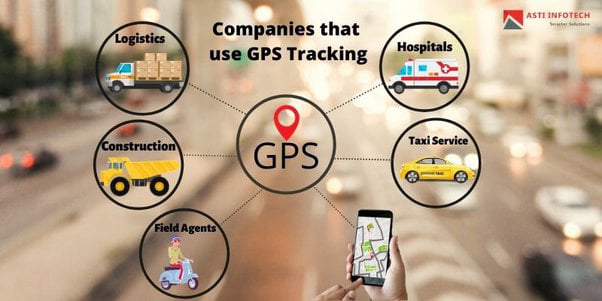 ASTI INFOTECH
Smarter Solutions
Companies that
use GPS Tracking
Logistics
Hospitals
GPS
Construction
Taxi Service
Field Agents